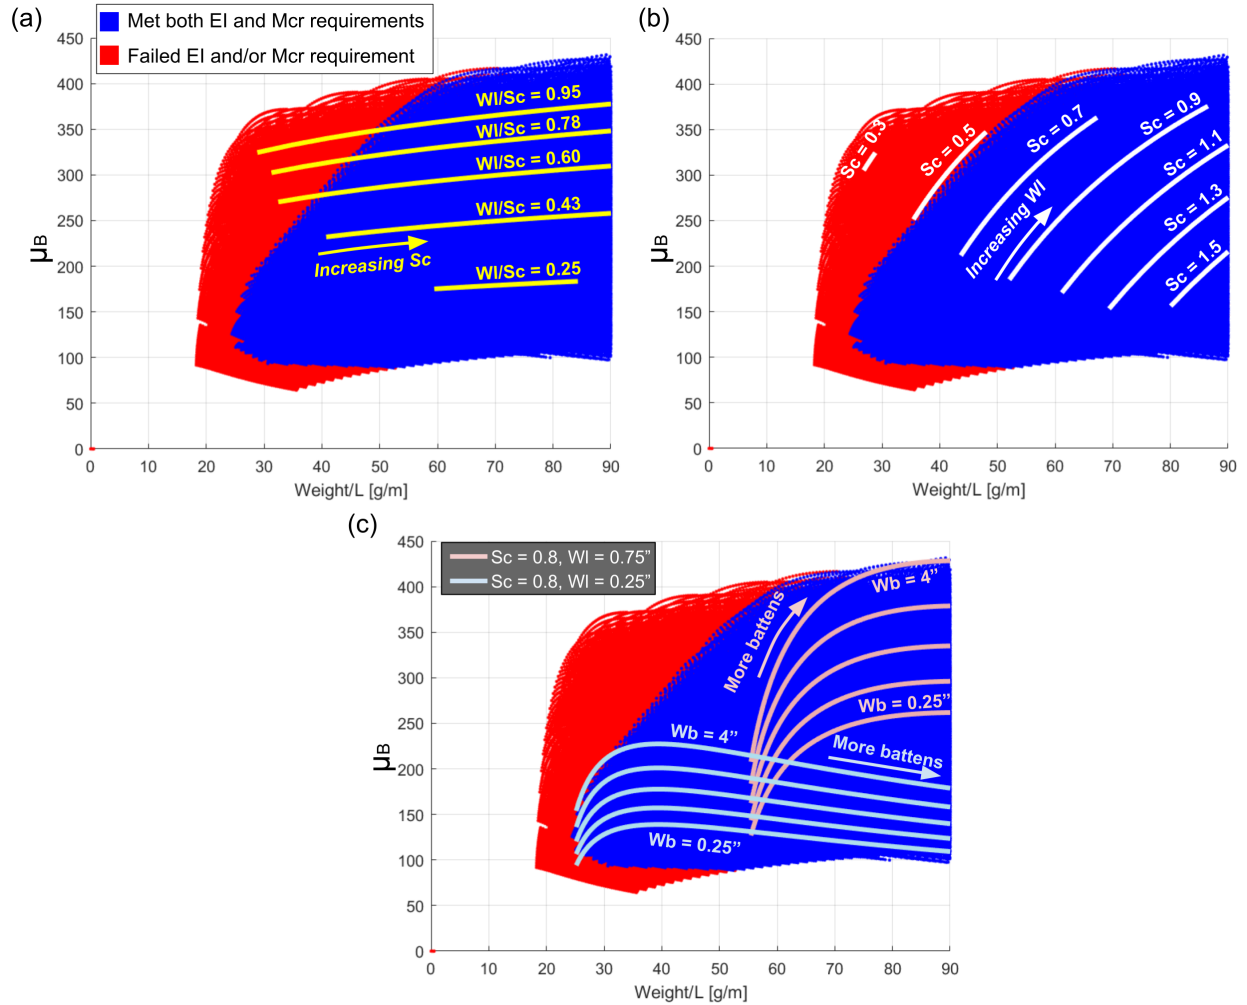 (a)
Met both EI and Mcr requirements
Failed EI and/or Mcr requirement
450
400
350
300
250
200
150
100
50
0
μB
Wl/Sc = 0.95
Wl/Sc = 0.78
Wl/Sc = 0.60
Wl/Sc = 0.43
Increasing Sc
Wl/Sc = 0.25
0 10 20 30 40 50 60 70 80 90
Weight/L [g/m]
(b)
450
400
350
300
250
200
150
100
50
0
μB
Sc = 0.3
Sc = 0.5
Sc = 0.7
Sc = 0.9
Sc = 1.1
Sc = 1.3
Sc = 1.5
Increasing Wl
0 10 20 30 40 50 60 70 80 90
Weight/L [g/m]
(c)
Sc = 0.8, Wl = 0.75”
Sc = 0.8, Wl = 0.25”
450
400
350
300
250
200
150
100
50
0
μB
More battens
Wb = 4”
Wb = 0.25”
Wb = 4”
More battens
Wb = 0.25”
0 10 20 30 40 50 60 70 80 90
Weight/L [g/m]